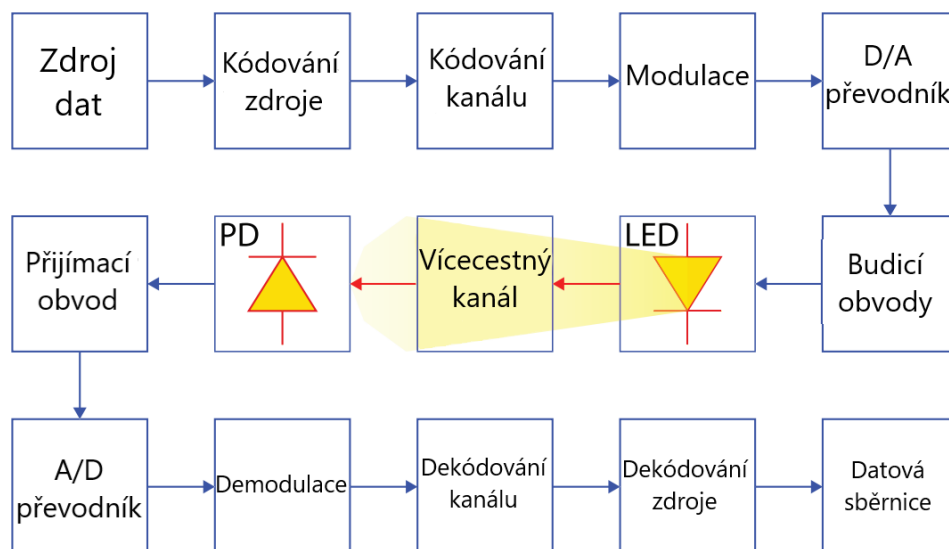 Zdroj
dat
Kódování
zdroje
Kódování
kanálu
Modulace
D/A
převodník
Přijímací
obvod
PD
Vícecestný
kanál
LED
Budicí
obvody
A/D
převodník
Demodulace
Dekódování
kanálu
Dekódování
zdroje
Datová
sběrnice